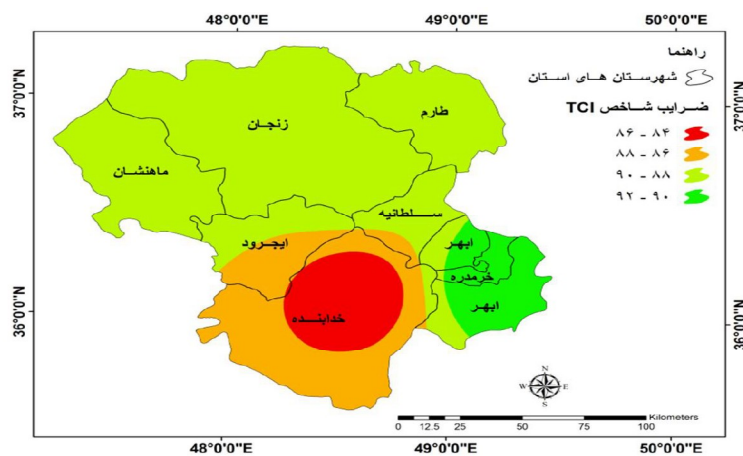 48°0'0"E
49°0'0"E
50°0'0"E
راهنما
شهرستان های استان
ضرایب شاخص TCI
۸۶ - ۸۴
۸۸ - ۸۶
۹۰ - ۸۸
۹۲ - ۹۰
37°0'0"N
37°0'0"N
طارم
زنجان
ماهنشان
سلطانیه
ایجرود
ابهر
خرمدره
ابهر
خدابنده
36°0'0"N
36°0'0"N
N
W
E
S
Kilometers
0
12.5
25
50
75
100
48°0'0"E
49°0'0"E
50°0'0"E